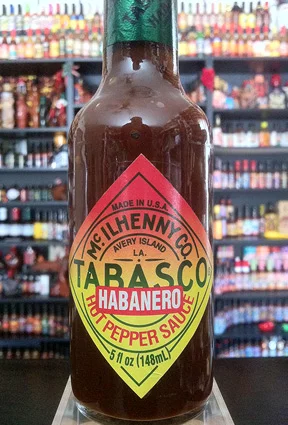 MADE IN U.S.A.
McILHENNY CO.
AVERY ISLAND
LA.
TABASCO
HABANERO
HOT PEPPER SAUCE
5 fl oz (148mL)